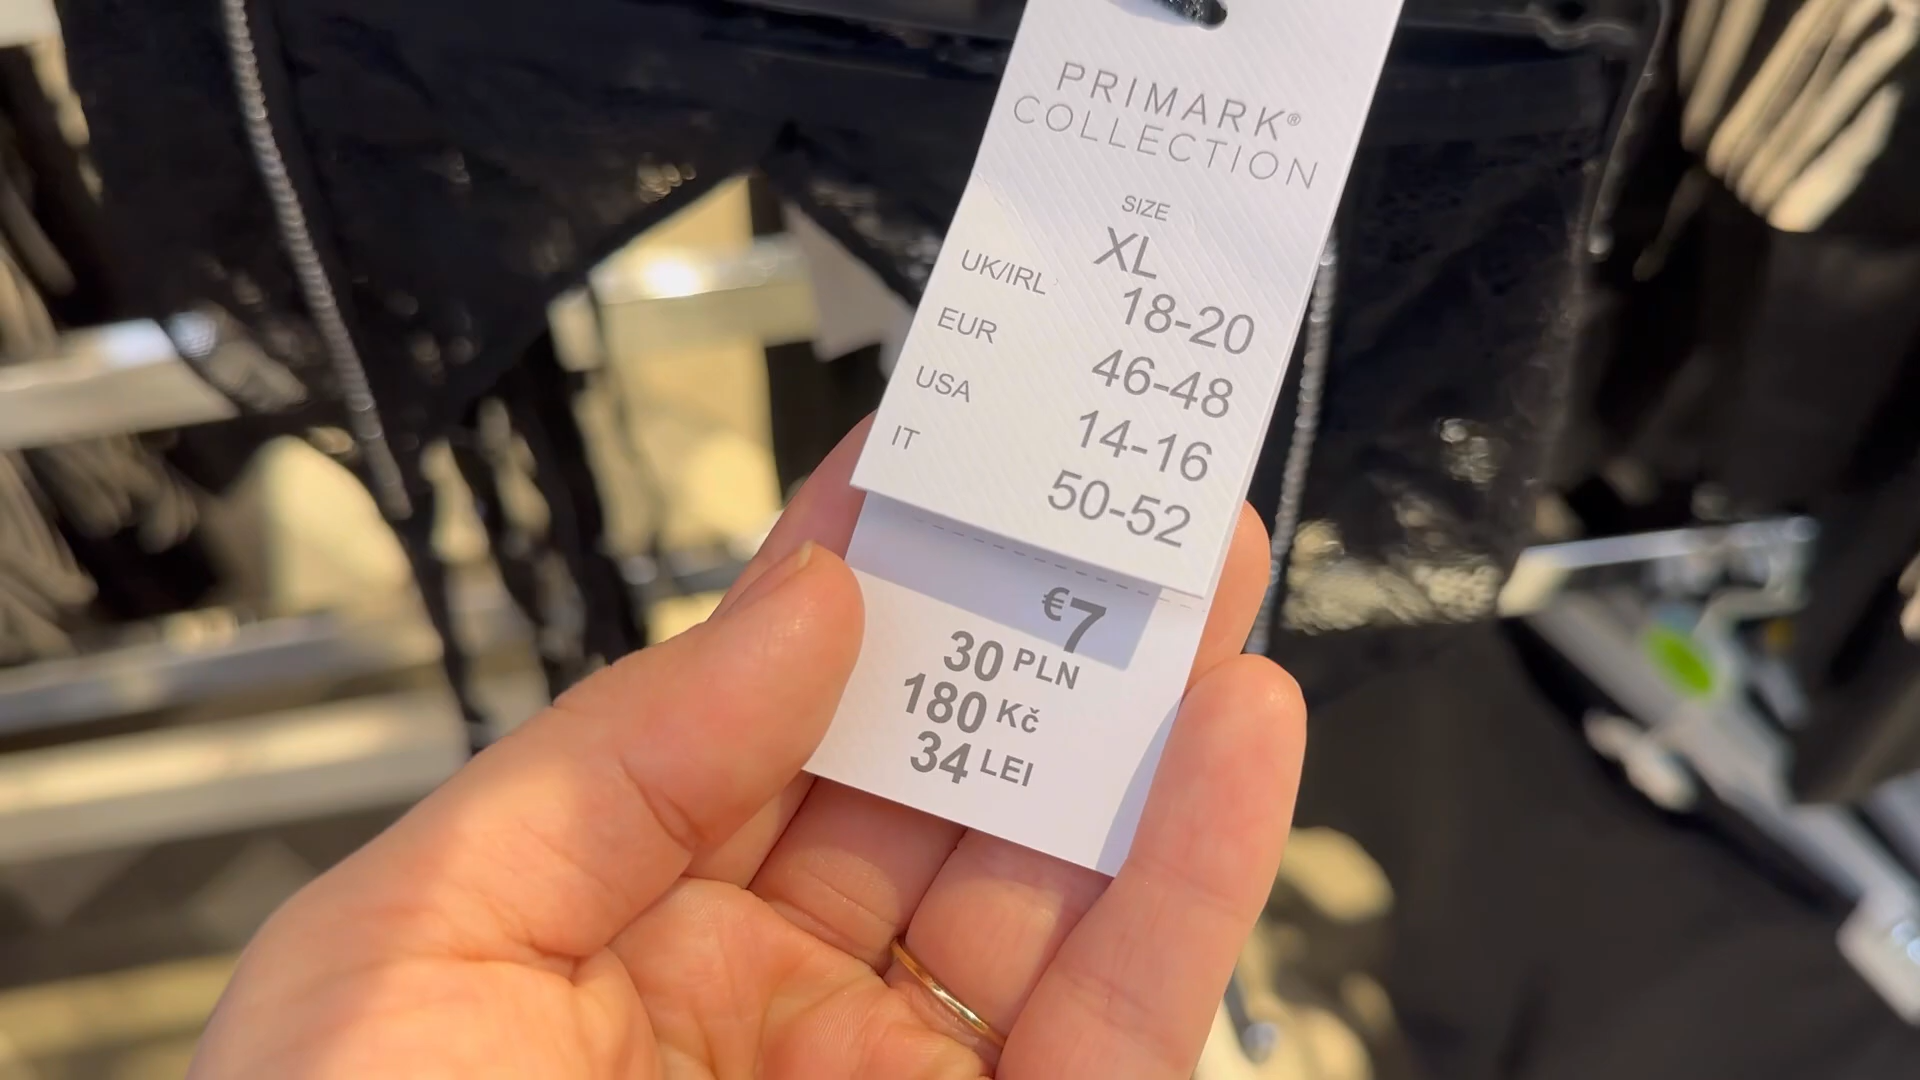 PRIMARK®
COLLECTION
SIZE
XL
UK/IRL 18-20
EUR 46-48
USA 14-16
IT 50-52
€7
30 PLN
180 Kč
34 LEI